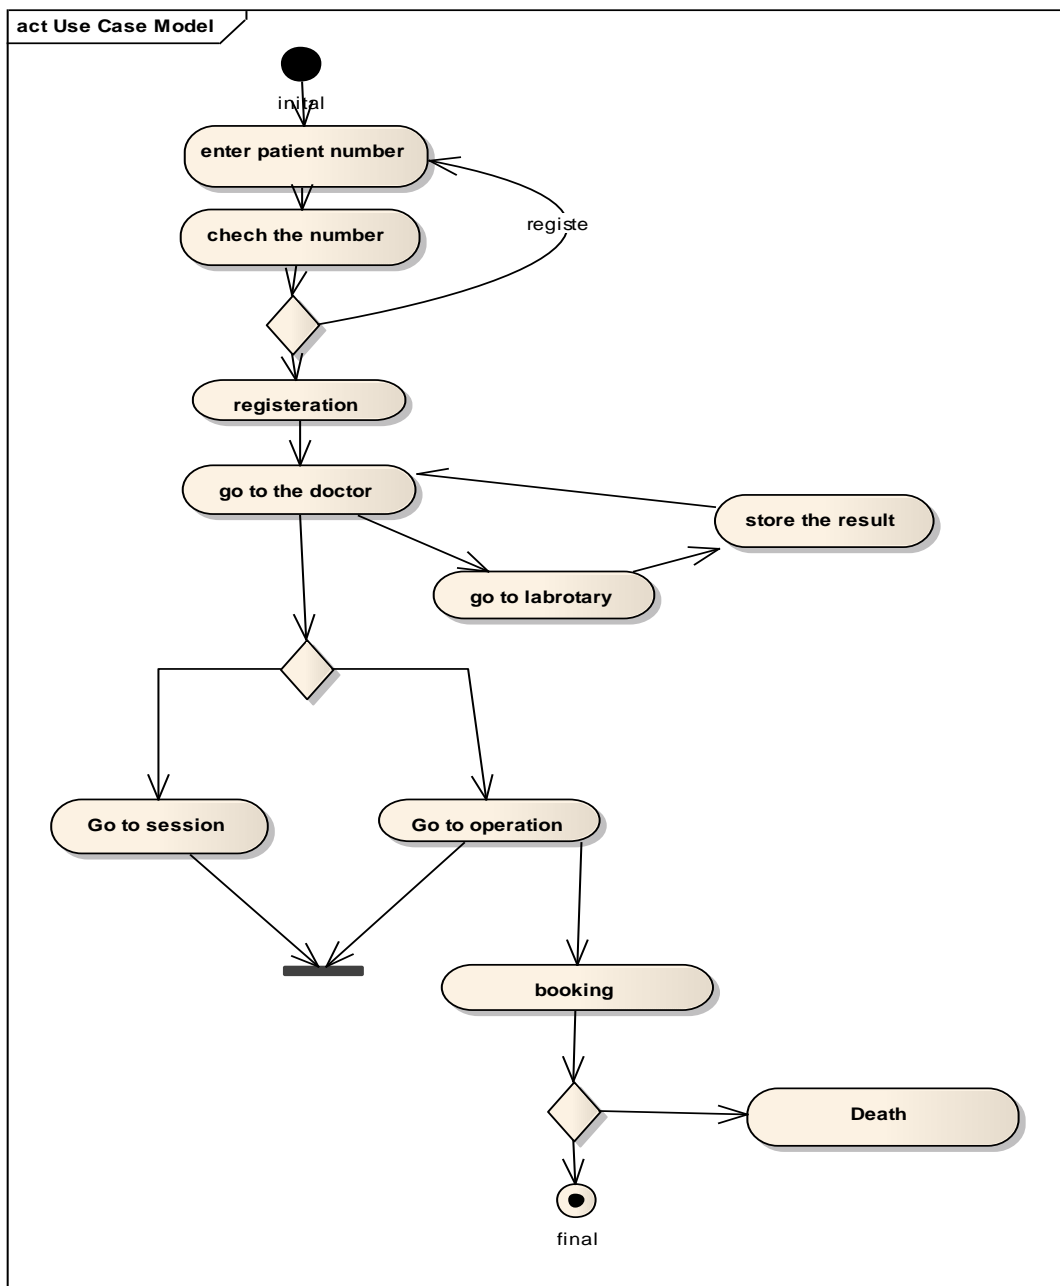 act Use Case Model
inital
enter patient number
chech the number
registe
registeration
go to the doctor
store the result
go to labrotary
Go to session
Go to operation
booking
Death
final